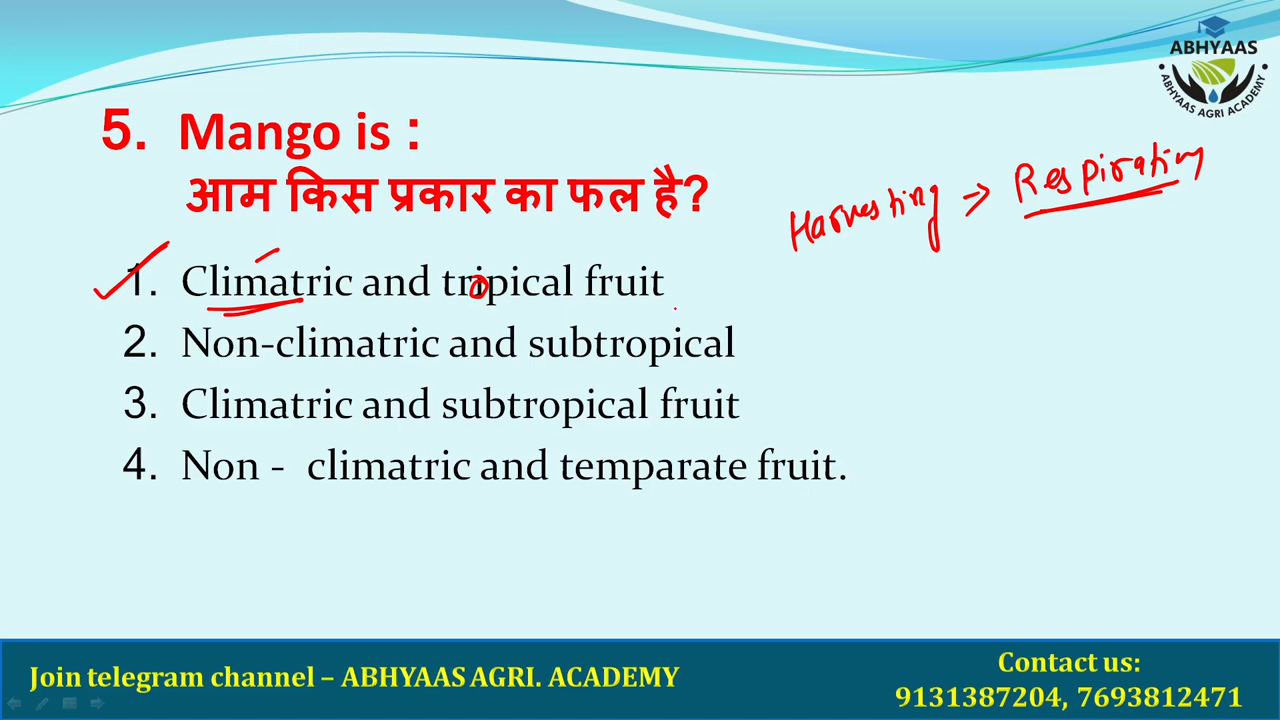 ABHYAAS
ABHYAAS AGRI ACADEMY
5. Mango is :
आम किस प्रकार का फल है?
Harvesting → Respiration
1. Climatric and tripical fruit
2. Non-climatric and subtropical
3. Climatric and subtropical fruit
4. Non - climatric and temparate fruit.
Join telegram channel – ABHYAAS AGRI. ACADEMY
Contact us:
9131387204, 7693812471